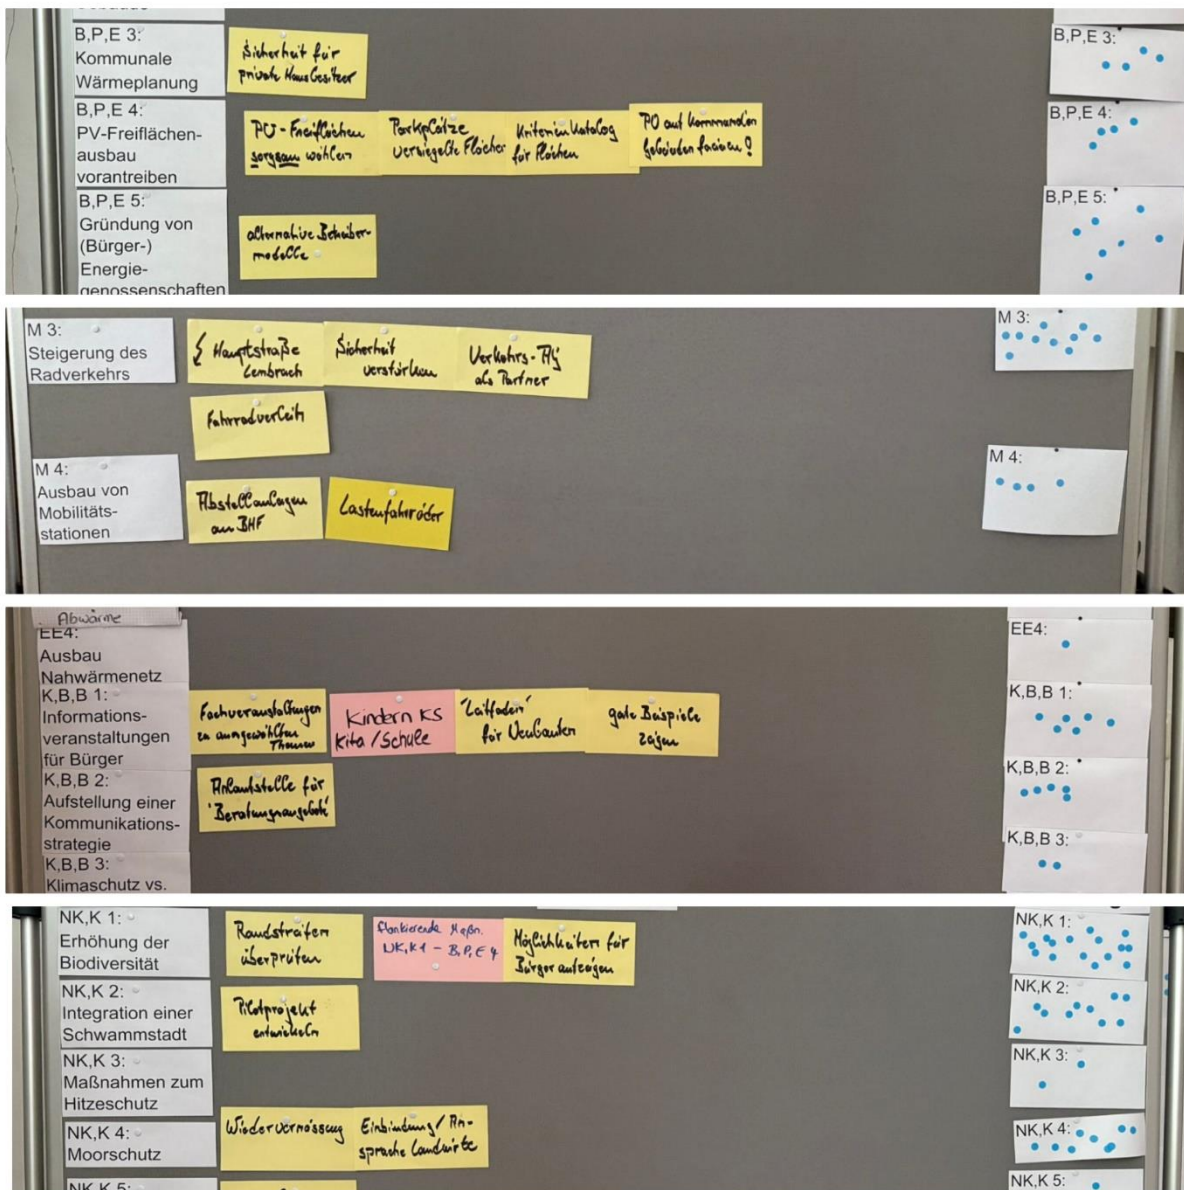 B,P,E 3:
Kommunale
Wärmeplanung
Sicherheit für
private Hausbesitzer
B,P,E 3:
B,P,E 4:
PV-Freiflächen-
ausbau
vorantreiben
PV-Freiflächen
sorgsam wählen
Parkplätze
versiegelte Flächen
Kriterienkatalog
für Flächen
PV auf kommunalen
Gebäuden forcieren!
B,P,E 4:
B,P,E 5:
Gründung von
(Bürger-)
Energie-
genossenschaften
alternative Betreiber-
modelle
B,P,E 5:
M 3:
Steigerung des
Radverkehrs
Hauptstraße
Lembruch
Sicherheit
verstärken
Verkehrs-AG
als Partner
Fahrradverleih
M 3:
M 4:
Ausbau von
Mobilitäts-
stationen
Abstellanlagen
am BHF
Lastenfahrräder
M 4:
Abwärme
EE4:
Ausbau
Nahwärmenetz
EE4:
K,B,B 1:
Informations-
veranstaltungen
für Bürger
Fachveranstaltungen
zu ausgewählten
Themen
Kindern KS
Kita/Schule
"Leitfaden"
für Neubauten
gute Beispiele
zeigen
K,B,B 1:
K,B,B 2:
Aufstellung einer
Kommunikations-
strategie
Anlaufstelle für
'Beratungsangebote'
K,B,B 2:
K,B,B 3:
Klimaschutz vs.
K,B,B 3:
NK,K 1:
Erhöhung der
Biodiversität
Randstreifen
überprüfen
flankierende Maßn.
NK,K1 - B,P,E 4
Möglichkeiten für
Bürger aufzeigen
NK,K 1:
NK,K 2:
Integration einer
Schwammstadt
Pilotprojekt
entwickeln
NK,K 2:
NK,K 3:
Maßnahmen zum
Hitzeschutz
NK,K 3:
NK,K 4:
Moorschutz
Wiedervernässung
Einbindung/An-
sprache Landwirte
NK,K 4:
NK,K 5:
NK,K 5: